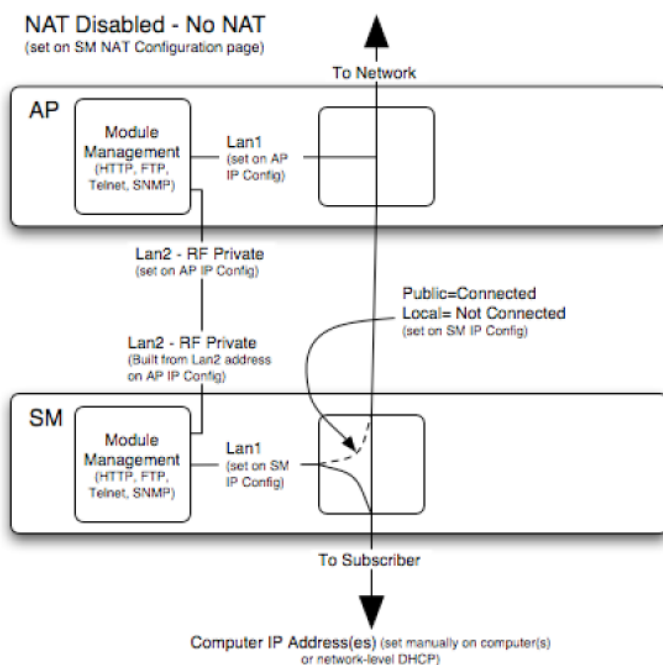 NAT Disabled - No NAT
(set on SM NAT Configuration page)
To Network
AP
Module
Management
(HTTP, FTP,
Telnet, SNMP)
Lan1
(set on AP
IP Config)
Lan2 - RF Private
(set on AP IP Config)
Public=Connected
Local= Not Connected
(set on SM IP Config)
Lan2 - RF Private
(Built from Lan2 address
on AP IP Config)
SM
Module
Management
(HTTP, FTP,
Telnet, SNMP)
Lan1
(set on SM
IP Config)
To Subscriber
Computer IP Address(es) (set manually on computer(s)
or network-level DHCP)